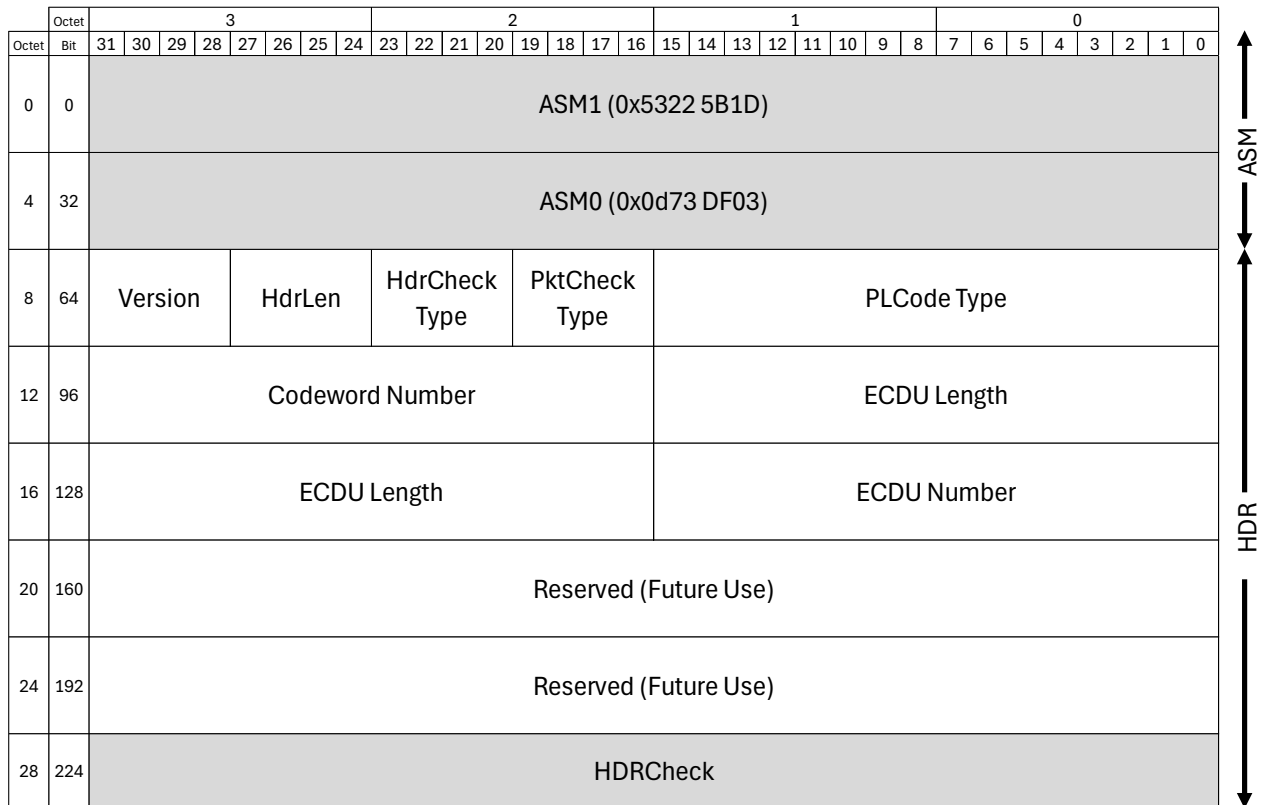 Octet 3 2 1 0
Octet Bit 31 30 29 28 27 26 25 24 23 22 21 20 19 18 17 16 15 14 13 12 11 10 9 8 7 6 5 4 3 2 1 0
0 0 ASM1 (0x5322 5B1D)
4 32 ASM0 (0x0d73 DF03)
ASM
8 64 Version HdrLen HdrCheck PktCheck PLCode Type
Type Type
12 96 Codeword Number ECDU Length
16 128 ECDU Length ECDU Number
20 160 Reserved (Future Use)
24 192 Reserved (Future Use)
28 224 HDRCheck
HDR